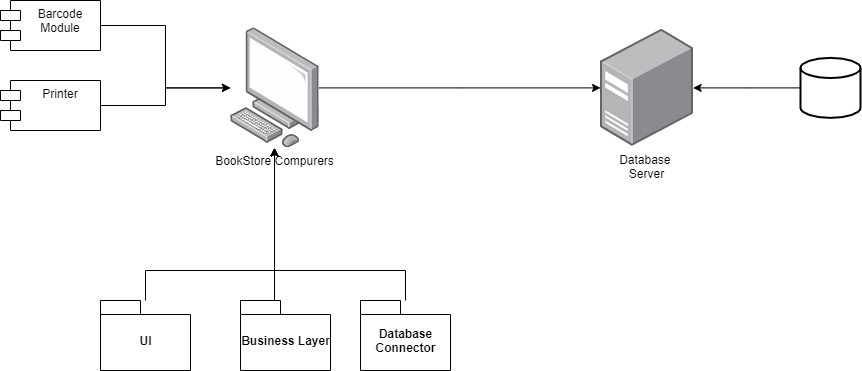 Barcode
Module
Printer
BookStore Compurers
Database
Server
UI
Business Layer
Database
Connector